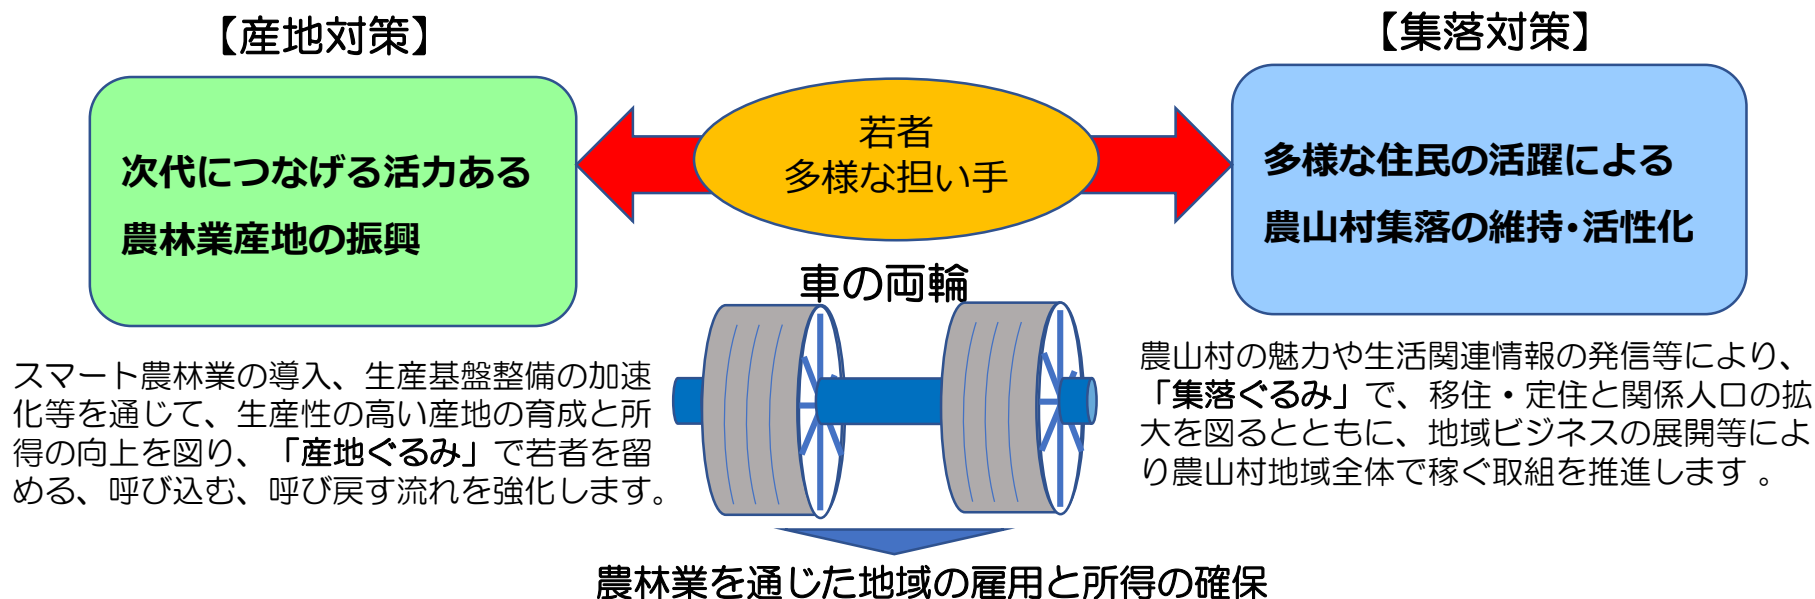 【産地対策】
次代につなげる活力ある
農林業産地の振興
スマート農林業の導入、生産基盤整備の加速
化等を通じて、生産性の高い産地の育成と所
得の向上を図り、「産地ぐるみ」で若者を留
める、呼び込む、呼び戻す流れを強化します。
若者
多様な担い手
車の両輪
【集落対策】
多様な住民の活躍による
農山村集落の維持・活性化
農山村の魅力や生活関連情報の発信等により、
「集落ぐるみ」で、移住・定住と関係人口の拡
大を図るとともに、地域ビジネスの展開等によ
り農山村地域全体で稼ぐ取組を推進します 。
農林業を通じた地域の雇用と所得の確保